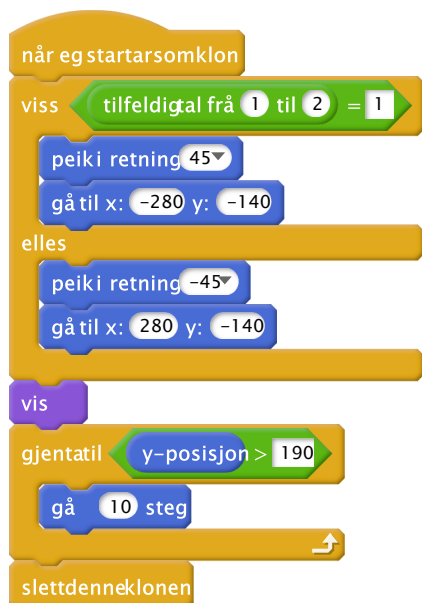 når eg startar som klon
viss tilfeldig tal frå 1 til 2 = 1
peik i retning 45
gå til x: -280 y: -140
elles
peik i retning -45
gå til x: 280 y: -140
vis
gjenta til y-posisjon > 190
gå 10 steg
slett denne klonen